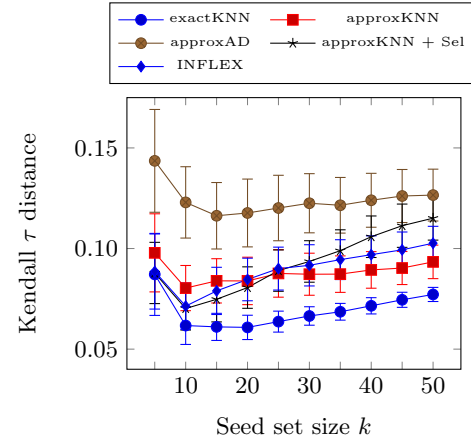 exactKNN approxKNN
approxAD approxKNN + Sel
INFLEX
0.15
0.10
0.05
10 20 30 40 50
Kendall τ distance
Seed set size k